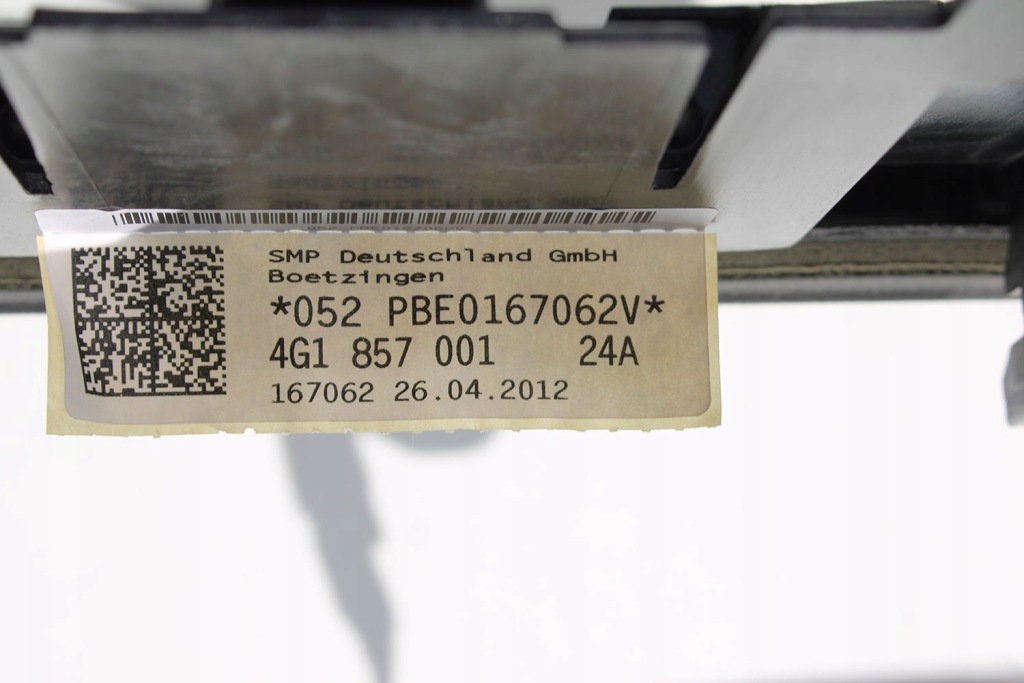 SMP Deutschland GmbH
Boetzingen
*052 PBE0167062V*
4G1 857 001 24A
167062 26.04.2012